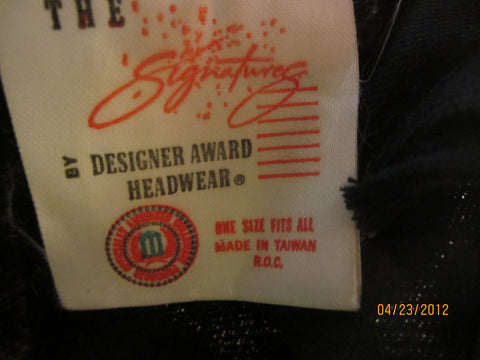 THE
Signatures
BY DESIGNER AWARD
HEADWEAR®
ONE SIZE FITS ALL
MADE IN TAIWAN
R.O.C.
04/23/2012